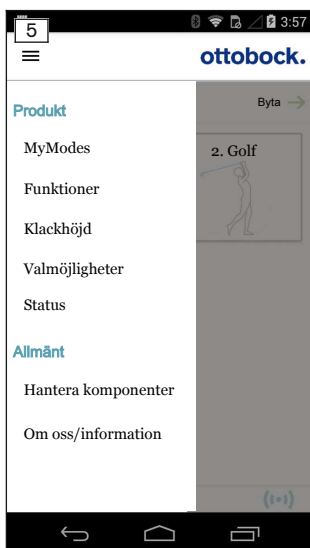 3:57
5
ottobock.
Produkt
Byta
MyModes
2. Golf
Funktioner
Klackhöjd
Valmöjligheter
Status
Allmänt
Hantera komponenter
Om oss/information